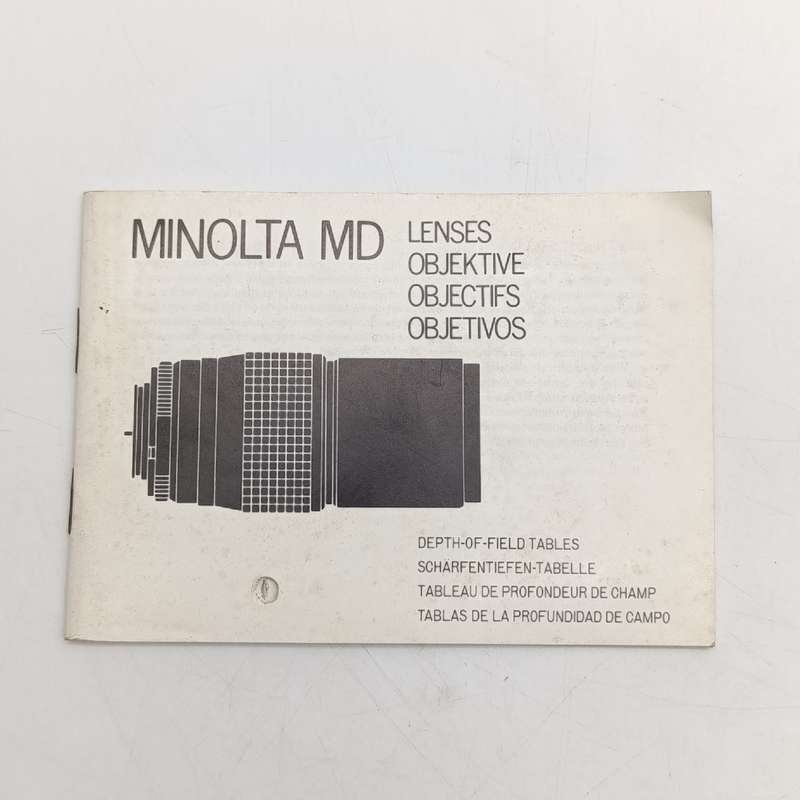 MINOLTA MD
LENSES
OBJEKTIVE
OBJECTIFS
OBJETIVOS
DEPTH-OF-FIELD TABLES
SCHÄRFENTIEFEN-TABELLE
TABLEAU DE PROFONDEUR DE CHAMP
TABLAS DE LA PROFUNDIDAD DE CAMPO